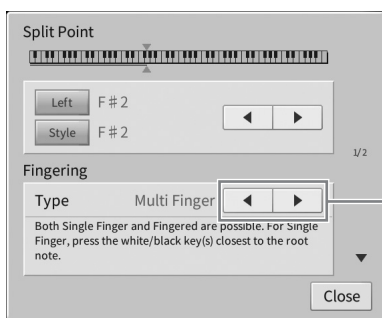 Split Point
Left F♯2
Style F♯2
1/2
Fingering
Type Multi Finger
Both Single Finger and Fingered are possible. For Single
Finger, press the white/black key(s) closest to the root
note.
Close